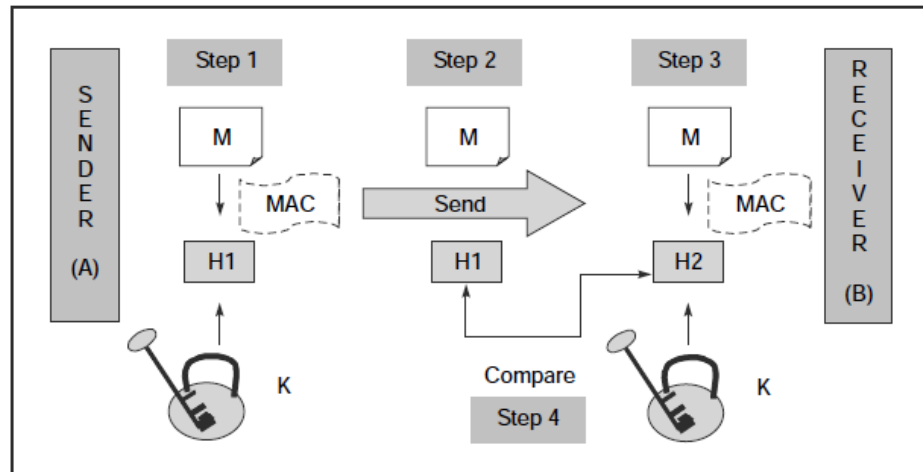 SENDER (A)
Step 1
Step 2
Step 3
RECEIVER (B)
M
M
M
MAC
Send
MAC
H1
H1
H2
K
Compare
K
Step 4